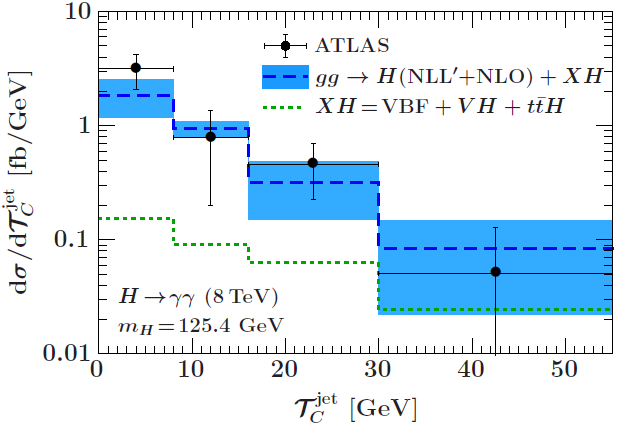 10
1
0.1
0.01
dσ/d𝒯_C^jet [fb/GeV]
ATLAS
gg → H(NLL′+NLO) + XH
XH = VBF + VH + tt̄H
H → γγ (8 TeV)
m_H = 125.4 GeV
0 10 20 30 40 50
𝒯_C^jet [GeV]